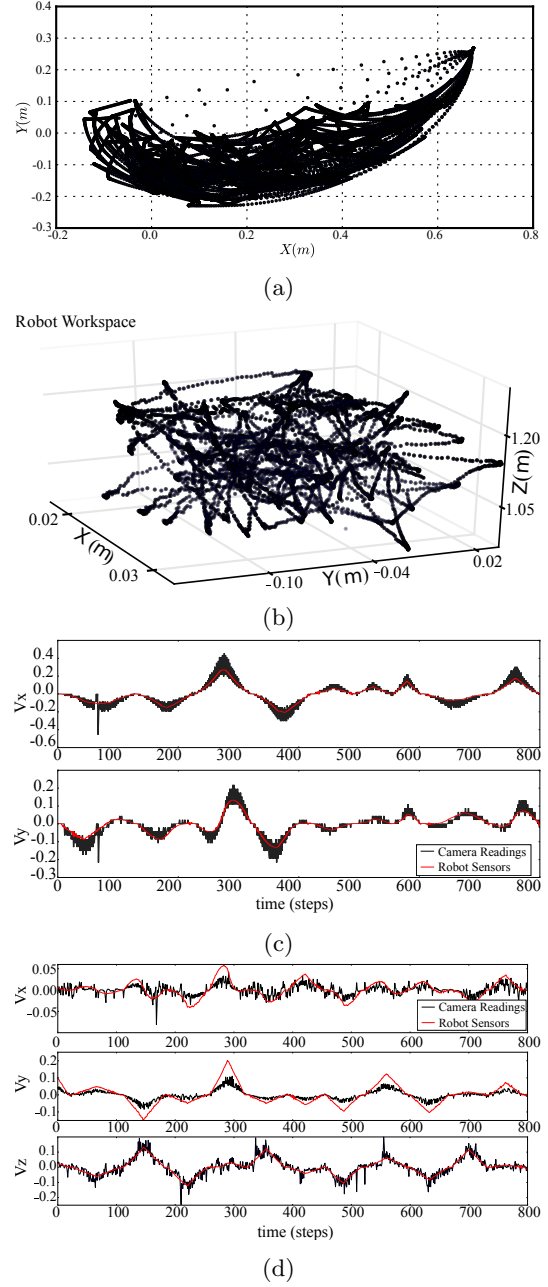 0.4
0.3
0.2
0.1
0.0
-0.1
-0.2
-0.3
Y(m)
-0.2 0.0 0.2 0.4 0.6 0.8
X(m)
(a)
Robot Workspace
0.02
X(m)
0.03
-0.10
Y(m)
-0.04
0.02
1.20
1.05
Z(m)
(b)
0.4
0.2
0.0
-0.2
-0.4
-0.6
Vx
0 100 200 300 400 500 600 700 800
0.2
0.1
0.0
-0.1
-0.2
-0.3
Vy
Camera Readings
Robot Sensors
0 100 200 300 400 500 600 700 800
time (steps)
(c)
0.05
0.00
-0.05
Vx
Camera Readings
Robot Sensors
0 100 200 300 400 500 600 700 800
0.2
0.1
0.0
-0.1
Vy
0 100 200 300 400 500 600 700 800
0.1
0.0
-0.1
-0.2
Vz
0 100 200 300 400 500 600 700 800
time (steps)
(d)